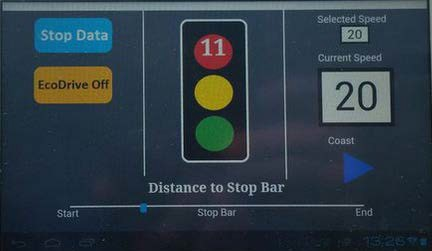 Stop Data
EcoDrive Off
11
Distance to Stop Bar
Selected Speed
20
Current Speed
20
Coast
Start
Stop Bar
End
13:26